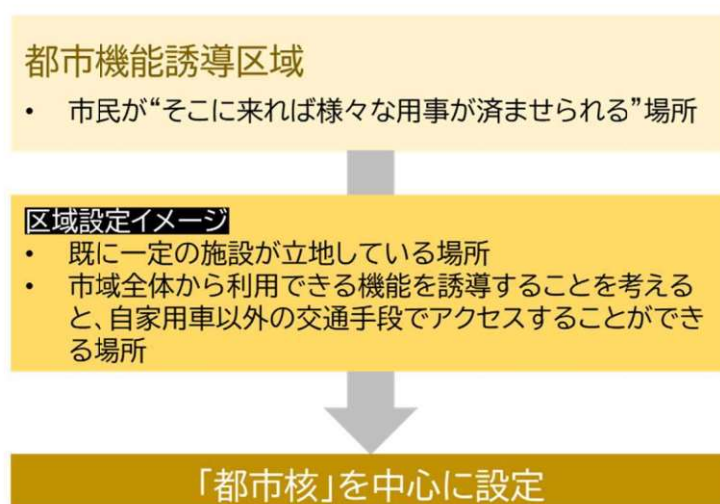 都市機能誘導区域
• 市民が“そこに来れば様々な用事が済ませられる”場所
区域設定イメージ
• 既に一定の施設が立地している場所
• 市域全体から利用できる機能を誘導することを考える
と、自家用車以外の交通手段でアクセスすることができ
る場所
「都市核」を中心に設定